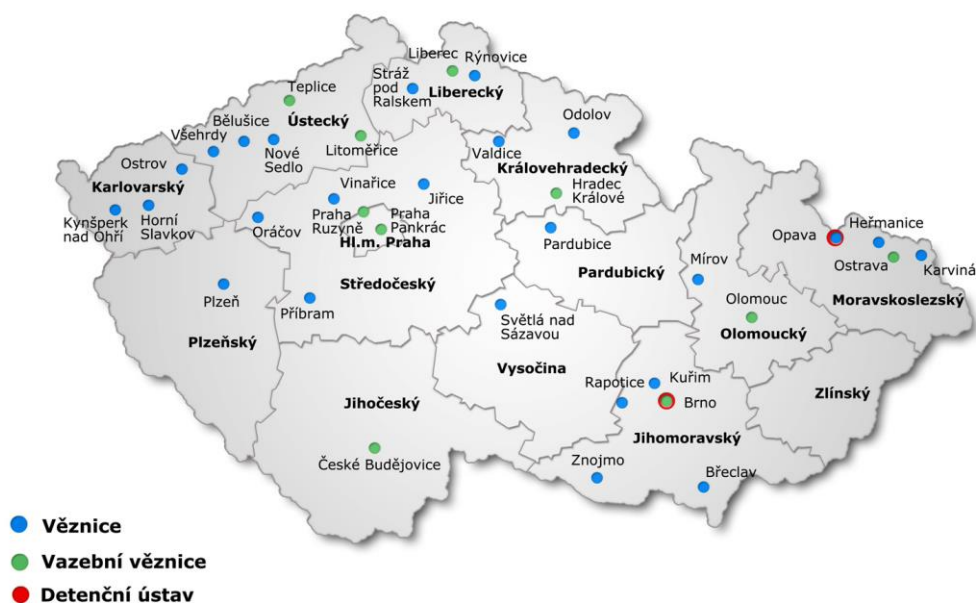 Liberec
Rýnovice
Stráž
pod
Ralskem
Liberecký
Teplice
Ústecký
Bělušice
Všehrdy
Nové
Sedlo
Litoměřice
Odolov
Valdice
Královehradecký
Hradec
Králové
Ostrov
Karlovarský
Kynšperk
nad Ohří
Horní
Slavkov
Vinařice
Jiřice
Oráčov
Praha
Ruzyně
Praha
Pankrác
Hl.m. Praha
Středočeský
Příbram
Pardubice
Pardubický
Mírov
Opava
Heřmanice
Ostrava
Karviná
Moravskoslezský
Olomouc
Olomoucký
Plzeň
Plzeňský
Světlá nad
Sázavou
Vysočina
Zlínský
Rapotice
Kuřim
Brno
Jihomoravský
Jihočeský
České Budějovice
Znojmo
Břeclav
Věznice
Vazební věznice
Detenční ústav